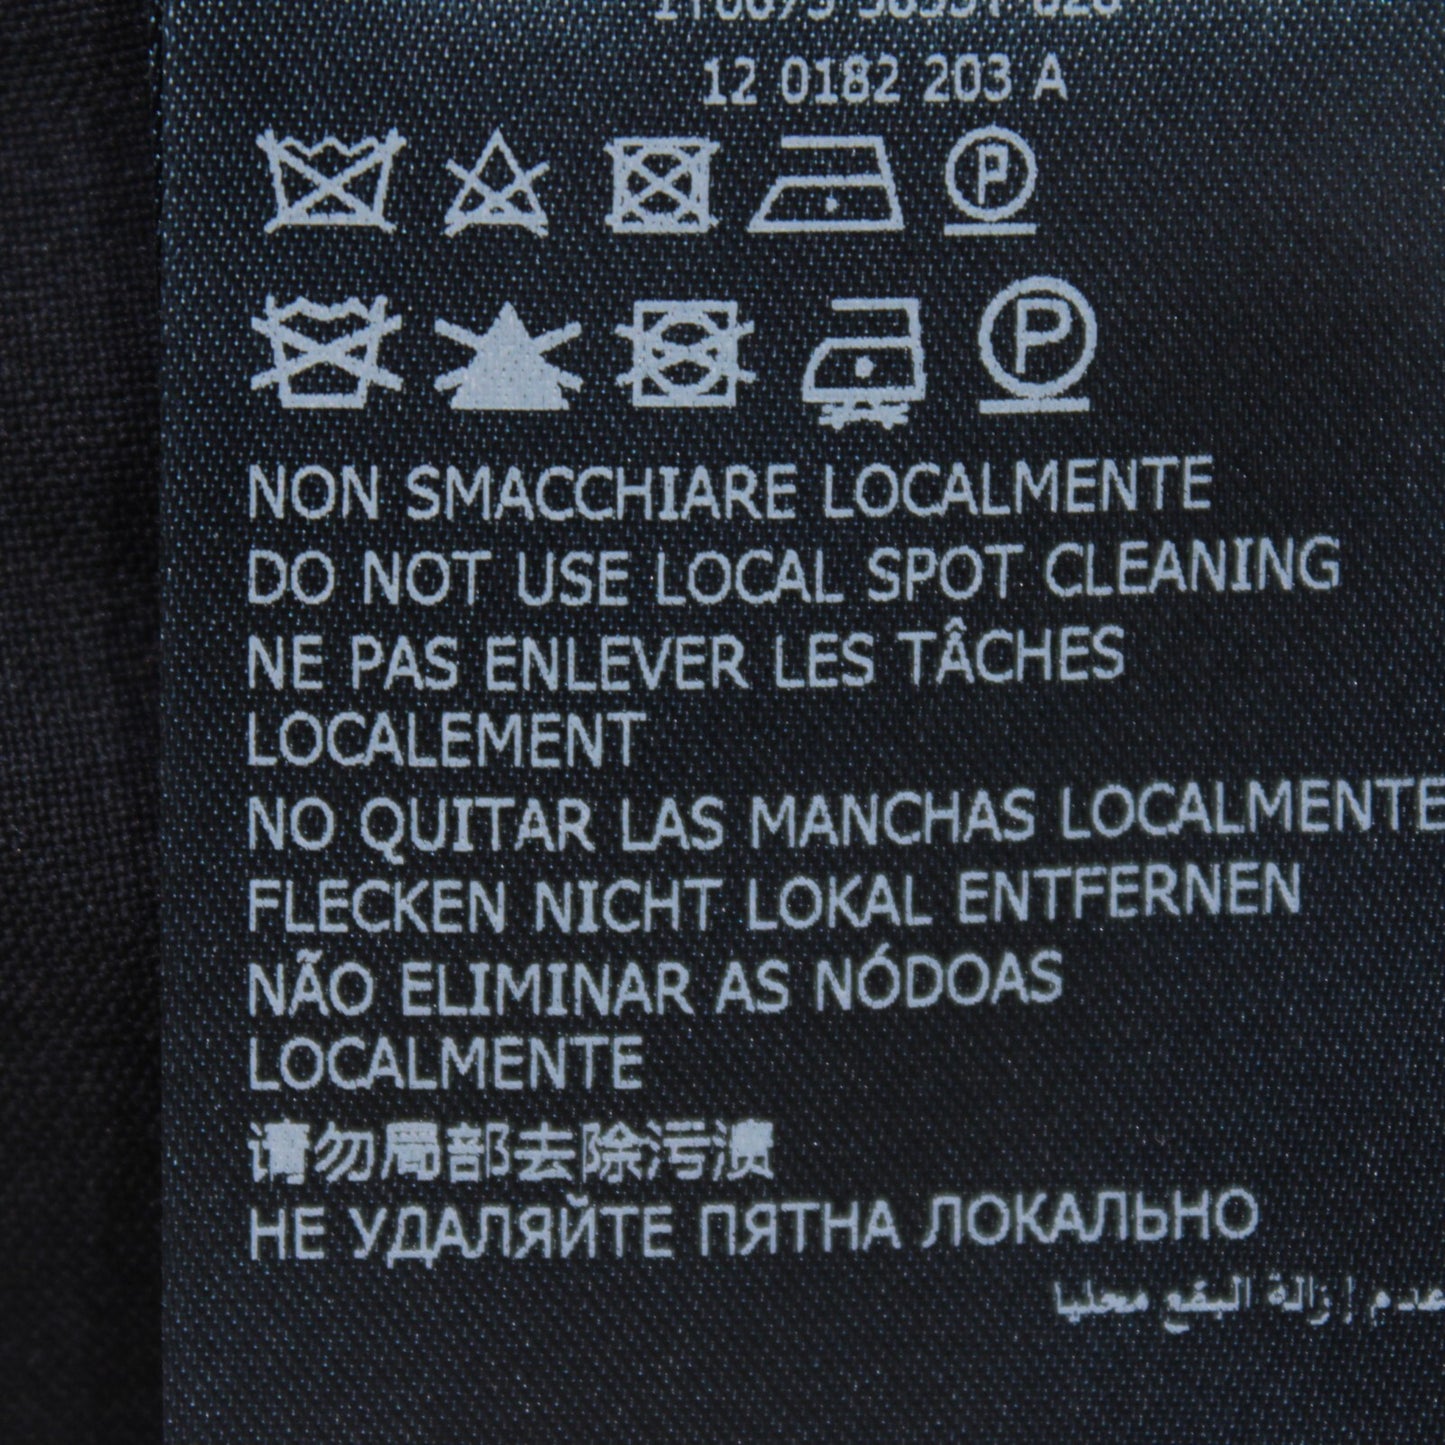 12 0182 203 A
NON SMACCHIARE LOCALMENTE
DO NOT USE LOCAL SPOT CLEANING
NE PAS ENLEVER LES TÂCHES
LOCALEMENT
NO QUITAR LAS MANCHAS LOCALMENTE
FLECKEN NICHT LOKAL ENTFERNEN
NÃO ELIMINAR AS NÓDOAS
LOCALMENTE
请勿局部去除污渍
НЕ УДАЛЯЙТЕ ПЯТНА ЛОКАЛЬНО
عدم إزالة البقع محليا